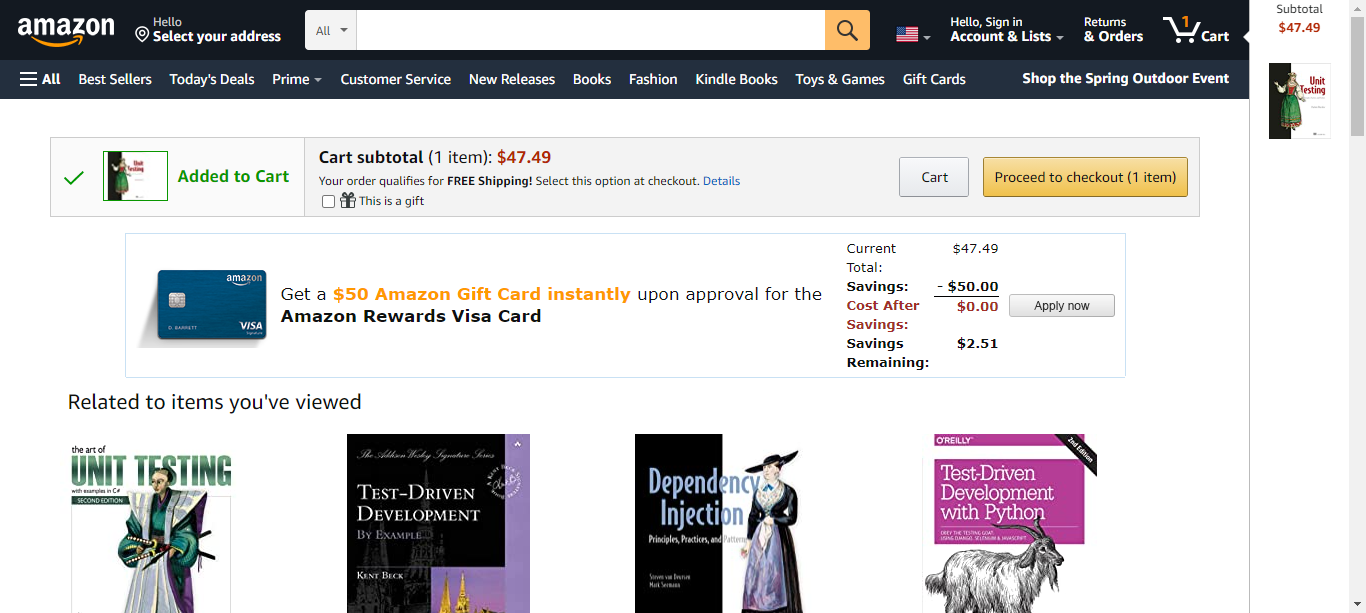 amazon
Hello
Select your address
All
Hello, Sign in
Account & Lists
Returns
& Orders
1
Cart
Subtotal
$47.49
Unit
Testing
All
Best Sellers
Today's Deals
Prime
Customer Service
New Releases
Books
Fashion
Kindle Books
Toys & Games
Gift Cards
Shop the Spring Outdoor Event
Unit
Testing
Added to Cart
Cart subtotal (1 item): $47.49
Your order qualifies for FREE Shipping! Select this option at checkout. Details
This is a gift
Cart
Proceed to checkout (1 item)
amazon
D. BARRETT
VISA
Signature
Get a $50 Amazon Gift Card instantly upon approval for the
Amazon Rewards Visa Card
Current Total: $47.49
Savings: - $50.00
Cost After Savings: $0.00
Savings Remaining: $2.51
Apply now
Related to items you've viewed
the art of
UNIT TESTING
with examples in C#
SECOND EDITION
The Addison Wesley Signature Series
TEST-DRIVEN
DEVELOPMENT
BY EXAMPLE
KENT BECK
Dependency
Injection
Principles, Practices, and Patterns
Steven van Deursen
Mark Seemann
O'REILLY
2nd Edition
Test-Driven
Development
with Python
OBEY THE TESTING GOAT
USING DJANGO, SELENIUM & JAVASCRIPT